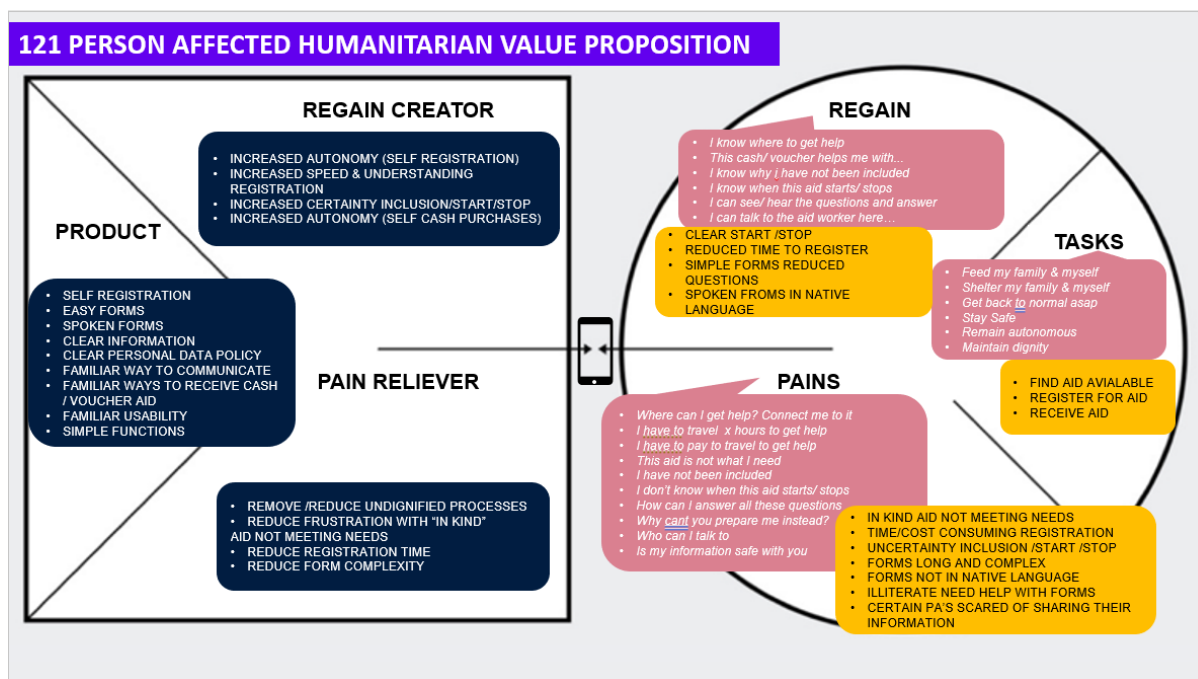 121 PERSON AFFECTED HUMANITARIAN VALUE PROPOSITION
REGAIN CREATOR
• INCREASED AUTONOMY (SELF REGISTRATION)
• INCREASED SPEED & UNDERSTANDING
REGISTRATION
• INCREASED CERTAINTY INCLUSION/START/STOP
• INCREASED AUTONOMY (SELF CASH PURCHASES)
PRODUCT
• SELF REGISTRATION
• EASY FORMS
• SPOKEN FORMS
• CLEAR INFORMATION
• CLEAR PERSONAL DATA POLICY
• FAMILIAR WAY TO COMMUNICATE
• FAMILIAR WAYS TO RECEIVE CASH
/ VOUCHER AID
• FAMILIAR USABILITY
• SIMPLE FUNCTIONS
PAIN RELIEVER
• REMOVE /REDUCE UNDIGNIFIED PROCESSES
• REDUCE FRUSTRATION WITH “IN KIND”
AID NOT MEETING NEEDS
• REDUCE REGISTRATION TIME
• REDUCE FORM COMPLEXITY
REGAIN
• I know where to get help
• This cash/ voucher helps me with...
• I know why i have not been included
• I know when this aid starts/ stops
• I can see/ hear the questions and answer
• I can talk to the aid worker here…
• CLEAR START /STOP
• REDUCED TIME TO REGISTER
• SIMPLE FORMS REDUCED
QUESTIONS
• SPOKEN FROMS IN NATIVE
LANGUAGE
TASKS
• Feed my family & myself
• Shelter my family & myself
• Get back to normal asap
• Stay Safe
• Remain autonomous
• Maintain dignity
• FIND AID AVIALABLE
• REGISTER FOR AID
• RECEIVE AID
PAINS
• Where can I get help? Connect me to it
• I have to travel x hours to get help
• I have to pay to travel to get help
• This aid is not what I need
• I have not been included
• I don't know when this aid starts/ stops
• How can I answer all these questions
• Why cant you prepare me instead?
• Who can I talk to
• Is my information safe with you
• IN KIND AID NOT MEETING NEEDS
• TIME/COST CONSUMING REGISTRATION
• UNCERTAINTY INCLUSION /START /STOP
• FORMS LONG AND COMPLEX
• FORMS NOT IN NATIVE LANGUAGE
• ILLITERATE NEED HELP WITH FORMS
• CERTAIN PA'S SCARED OF SHARING THEIR
INFORMATION